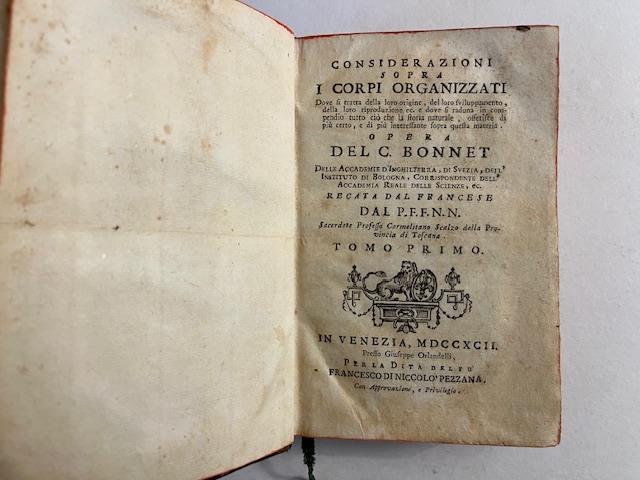 CONSIDERAZIONI
SOPRA
I CORPI ORGANIZZATI
Dove si tratta della loro origine, del loro sviluppamento,
della loro riproduzione ec. e dove si raduna in com-
pendio tutto ciò che la storia naturale, offerisce di
più certo, e di più interessante sopra questa materia.
OPERA
DEL C. BONNET
DELLE ACCADEMIE D'INGHILTERRA, DI SVEZIA, DELL'
INSTITUTO DI BOLOGNA, CORRISPONDENTE DELL'
ACCADEMIA REALE DELLE SCIENZE, ec.
RECATA DAL FRANCESE
DAL P.F.F.N.N.
Sacerdote Professo Carmelitano Scalzo della Pro-
vincia di Toscana.
TOMO PRIMO.
IN VENEZIA, MDCCXCII.
Presso Giuseppe Orlandelli,
PER LA DITA DEL FU
FRANCESCO DI NICCOLO' PEZZANA.
Con Approvazione, e Privilegio.